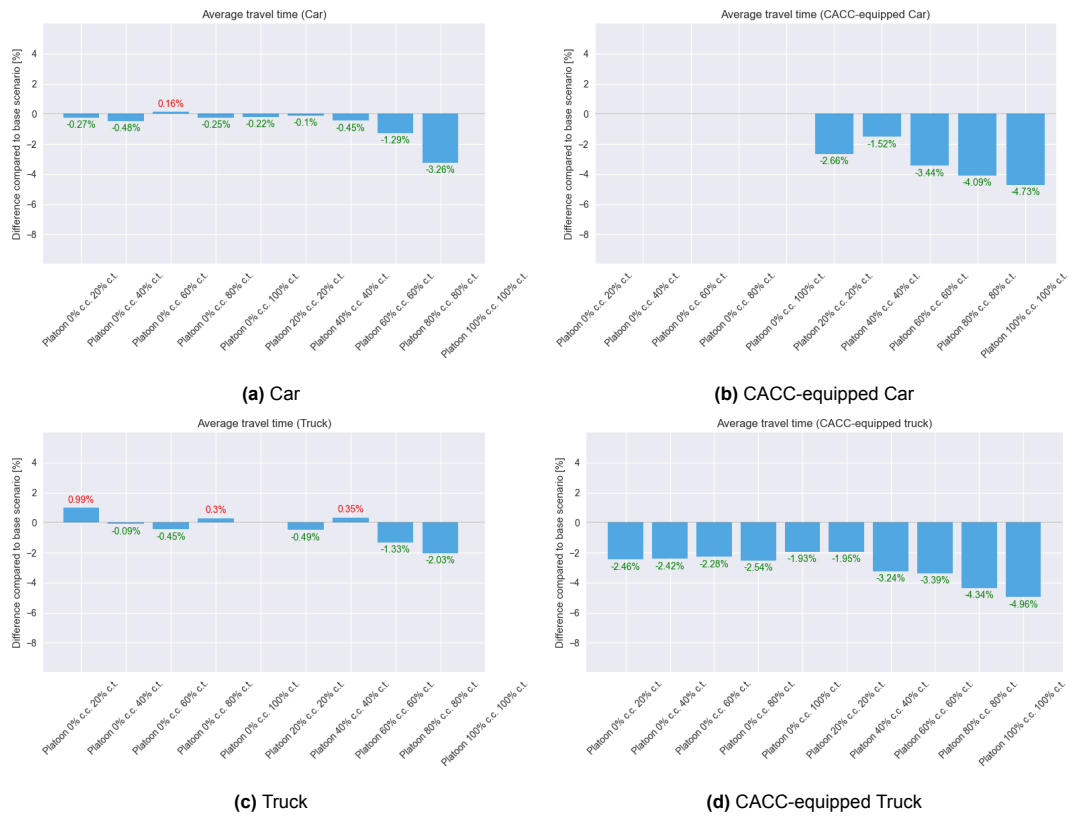 Average travel time (Car)
Difference compared to base scenario [%]
4
2
0
−2
−4
−6
−8
-0.27%
-0.48%
0.16%
-0.25%
-0.22%
-0.1%
-0.45%
-1.29%
-3.26%
Platoon 0% c.c. 20% c.t.
Platoon 0% c.c. 40% c.t.
Platoon 0% c.c. 60% c.t.
Platoon 0% c.c. 80% c.t.
Platoon 0% c.c. 100% c.t.
Platoon 20% c.c. 20% c.t.
Platoon 40% c.c. 40% c.t.
Platoon 60% c.c. 60% c.t.
Platoon 80% c.c. 80% c.t.
Platoon 100% c.c. 100% c.t.
(a) Car
Average travel time (CACC-equipped Car)
Difference compared to base scenario [%]
4
2
0
−2
−4
−6
−8
-2.66%
-1.52%
-3.44%
-4.09%
-4.73%
Platoon 0% c.c. 20% c.t.
Platoon 0% c.c. 40% c.t.
Platoon 0% c.c. 60% c.t.
Platoon 0% c.c. 80% c.t.
Platoon 0% c.c. 100% c.t.
Platoon 20% c.c. 20% c.t.
Platoon 40% c.c. 40% c.t.
Platoon 60% c.c. 60% c.t.
Platoon 80% c.c. 80% c.t.
Platoon 100% c.c. 100% c.t.
(b) CACC-equipped Car
Average travel time (Truck)
Difference compared to base scenario [%]
4
2
0
−2
−4
−6
−8
0.99%
-0.09%
-0.45%
0.3%
-0.49%
0.35%
-1.33%
-2.03%
Platoon 0% c.c. 20% c.t.
Platoon 0% c.c. 40% c.t.
Platoon 0% c.c. 60% c.t.
Platoon 0% c.c. 80% c.t.
Platoon 0% c.c. 100% c.t.
Platoon 20% c.c. 20% c.t.
Platoon 40% c.c. 40% c.t.
Platoon 60% c.c. 60% c.t.
Platoon 80% c.c. 80% c.t.
Platoon 100% c.c. 100% c.t.
(c) Truck
Average travel time (CACC-equipped truck)
Difference compared to base scenario [%]
4
2
0
−2
−4
−6
−8
-2.46%
-2.42%
-2.28%
-2.54%
-1.93%
-1.95%
-3.24%
-3.39%
-4.34%
-4.96%
Platoon 0% c.c. 20% c.t.
Platoon 0% c.c. 40% c.t.
Platoon 0% c.c. 60% c.t.
Platoon 0% c.c. 80% c.t.
Platoon 0% c.c. 100% c.t.
Platoon 20% c.c. 20% c.t.
Platoon 40% c.c. 40% c.t.
Platoon 60% c.c. 60% c.t.
Platoon 80% c.c. 80% c.t.
Platoon 100% c.c. 100% c.t.
(d) CACC-equipped Truck